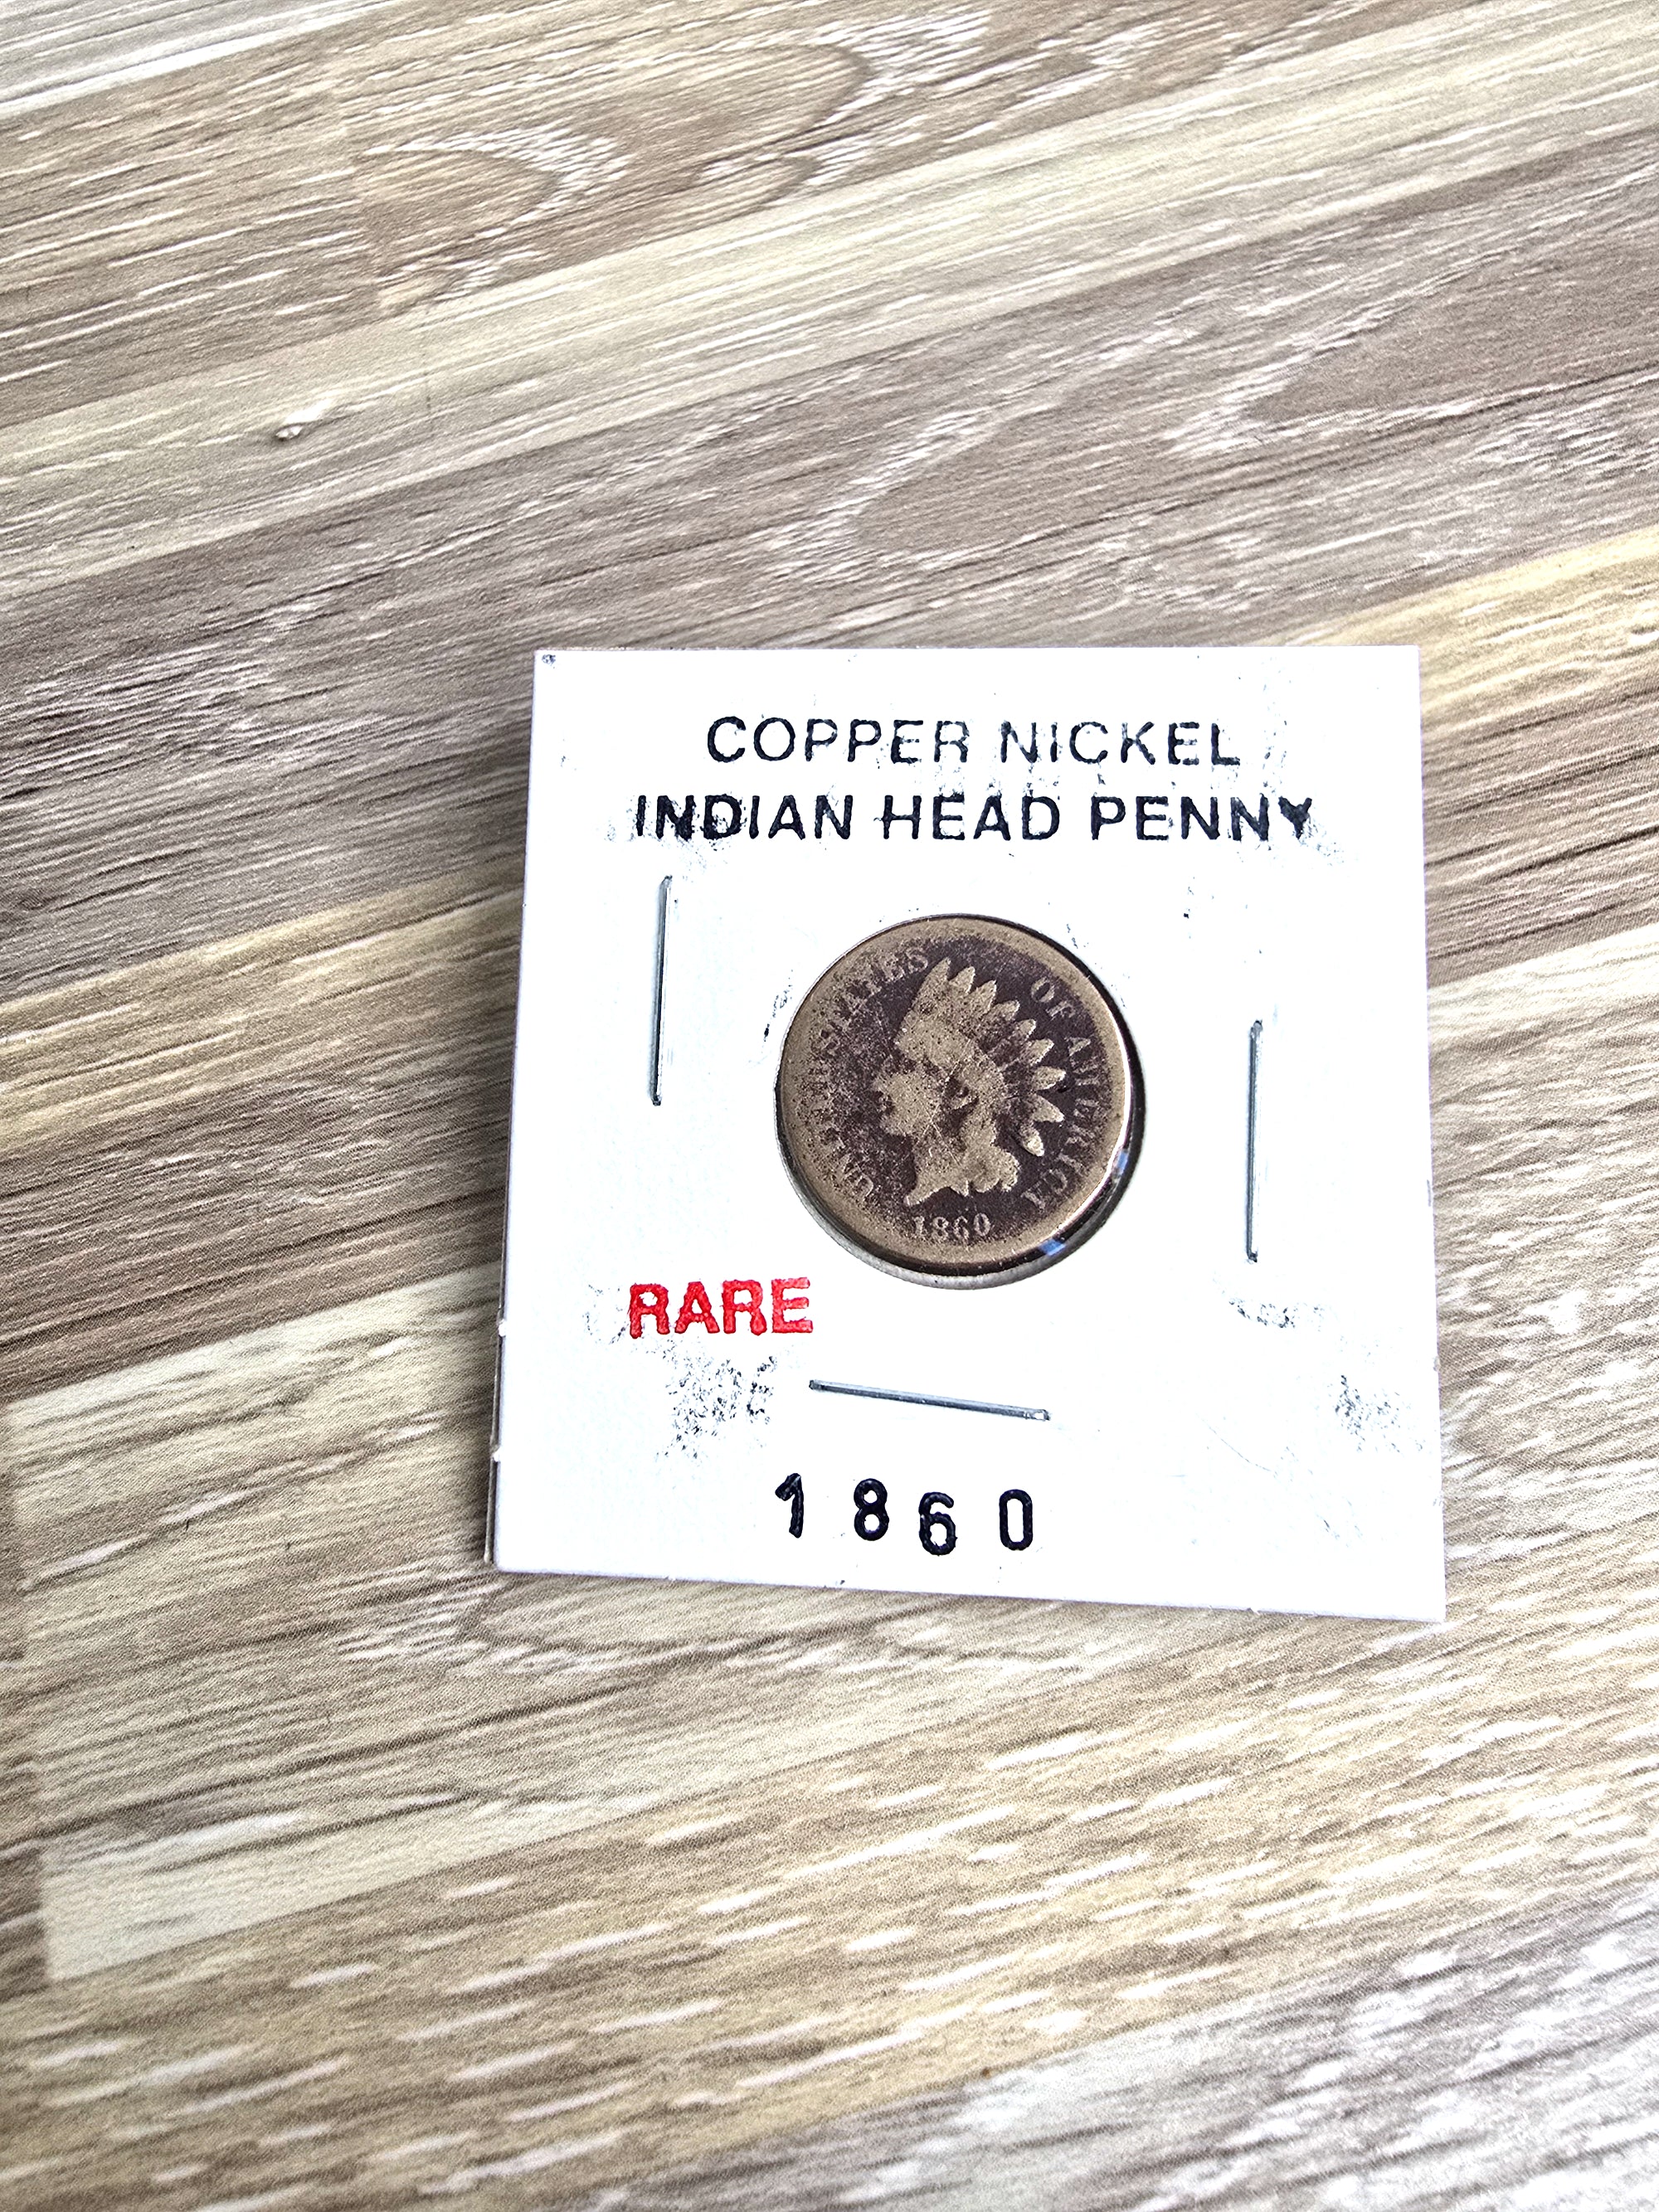 COPPER NICKEL
INDIAN HEAD PENNY
UNITED STATES OF AMERICA
1860
RARE
1860